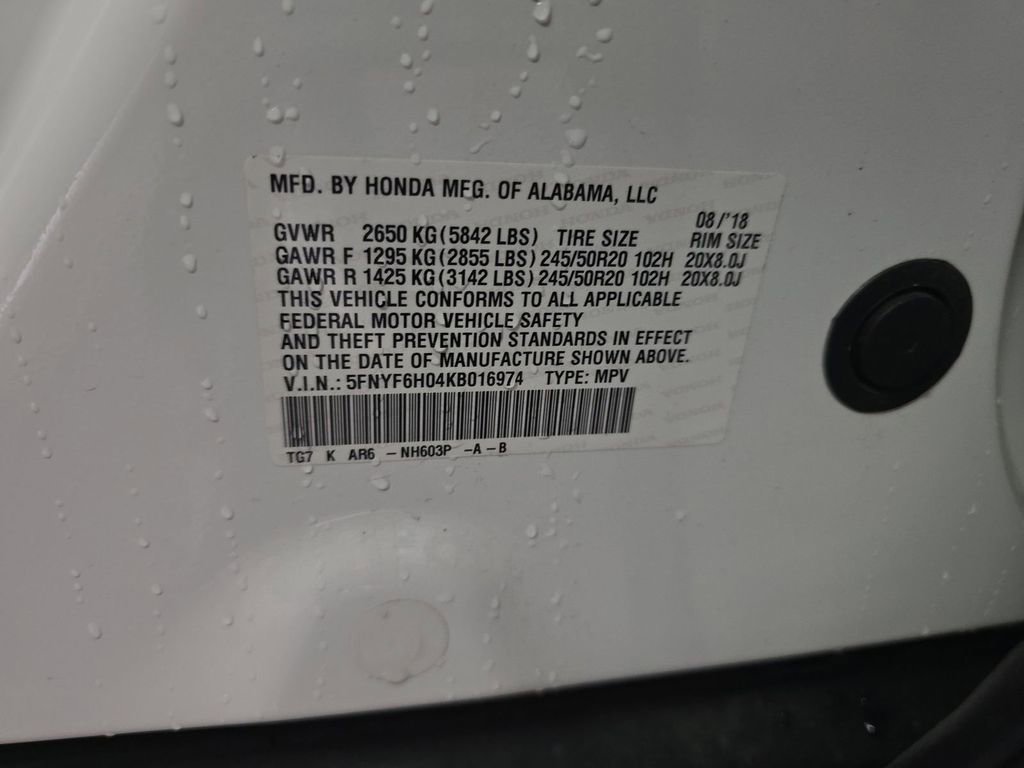 MFD. BY HONDA MFG. OF ALABAMA, LLC
08/'18
GVWR 2650 KG (5842 LBS) TIRE SIZE RIM SIZE
GAWR F 1295 KG (2855 LBS) 245/50R20 102H 20X8.0J
GAWR R 1425 KG (3142 LBS) 245/50R20 102H 20X8.0J
THIS VEHICLE CONFORMS TO ALL APPLICABLE
FEDERAL MOTOR VEHICLE SAFETY
AND THEFT PREVENTION STANDARDS IN EFFECT
ON THE DATE OF MANUFACTURE SHOWN ABOVE.
V.I.N.: 5FNYF6H04KB016974 TYPE: MPV
TG7 K AR6 - NH603P -A-B